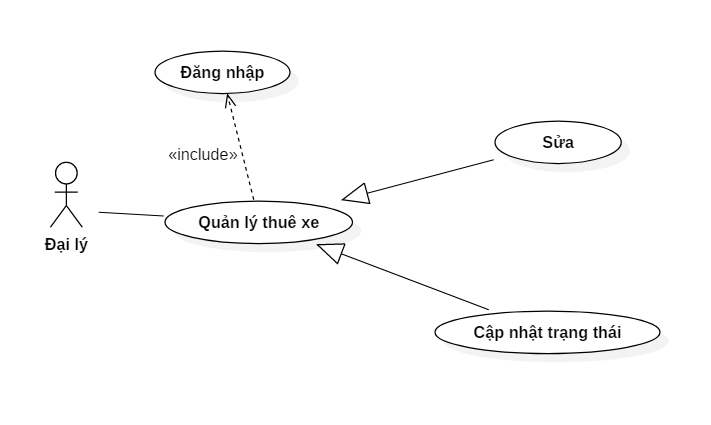 Đăng nhập
Sửa
«include»
Quản lý thuê xe
Đại lý
Cập nhật trạng thái